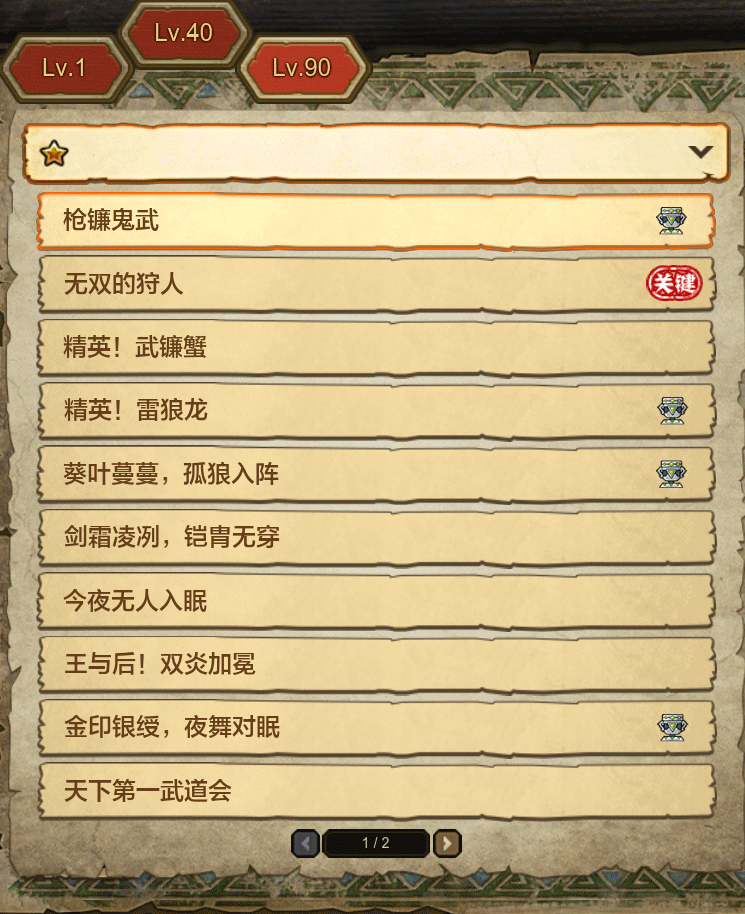 Lv.40
Lv.1
Lv.90
枪镰鬼武
无双的狩人
关键
精英！武镰蟹
精英！雷狼龙
葵叶蔓蔓，孤狼入阵
剑霜凌冽，铠胄无穿
今夜无人入眠
王与后！双炎加冕
金印银绶，夜舞对眠
天下第一武道会
1 / 2